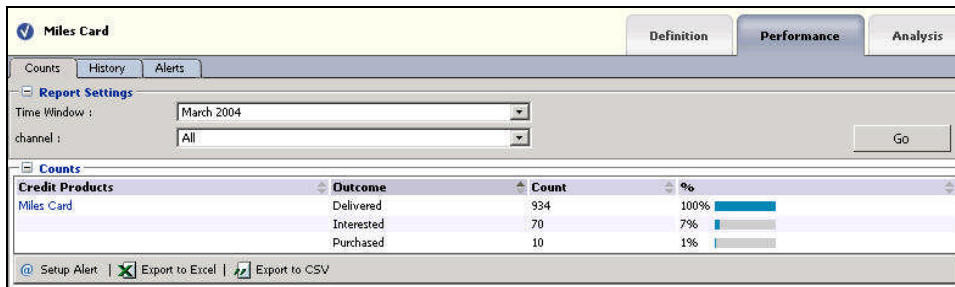 Miles Card
Definition Performance Analysis
Counts History Alerts
Report Settings
Time Window : March 2004
channel : All
Go
Counts
Credit Products Outcome Count %
Miles Card Delivered 934 100%
Interested 70 7%
Purchased 10 1%
@ Setup Alert | Export to Excel | Export to CSV